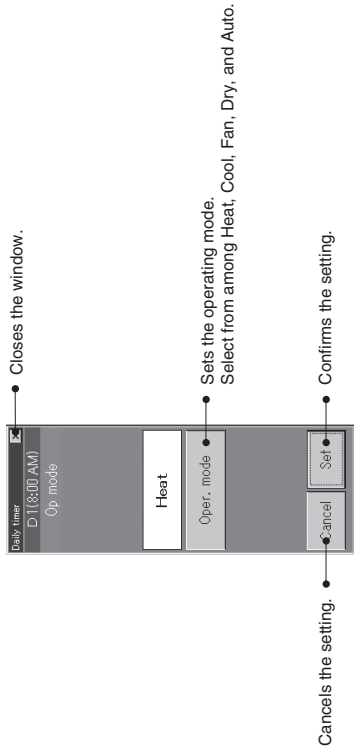 Daily timer
D1(8:00 AM)
Op mode
Heat
Oper. mode
Cancel
Set
Closes the window.
Sets the operating mode.
Select from among Heat, Cool, Fan, Dry, and Auto.
Confirms the setting.
Cancels the setting.